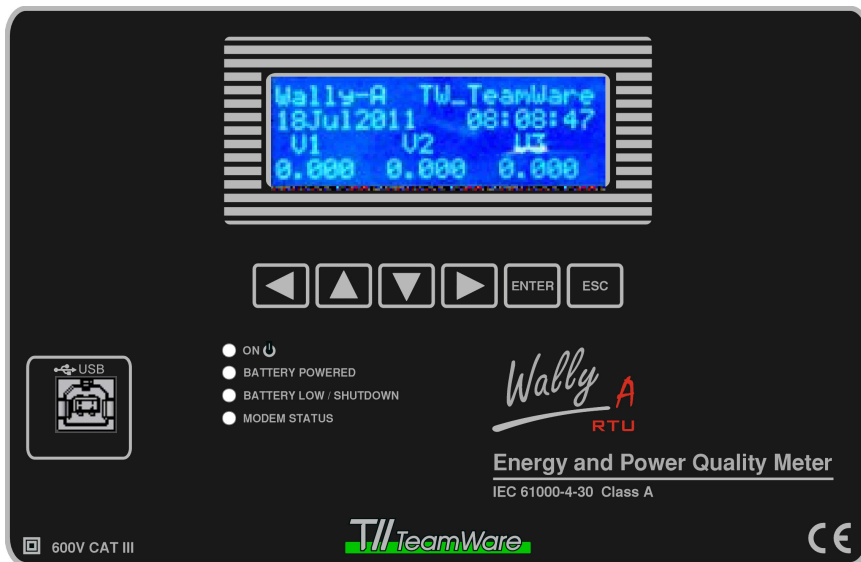 Wally-A TW_TeamWare
18Jul2011 08:08:47
V1 V2 V3
0.000 0.000 0.000
ENTER ESC
USB
ON
BATTERY POWERED
BATTERY LOW / SHUTDOWN
MODEM STATUS
Wally A
RTU
Energy and Power Quality Meter
IEC 61000-4-30 Class A
600V CAT III
TeamWare
CE